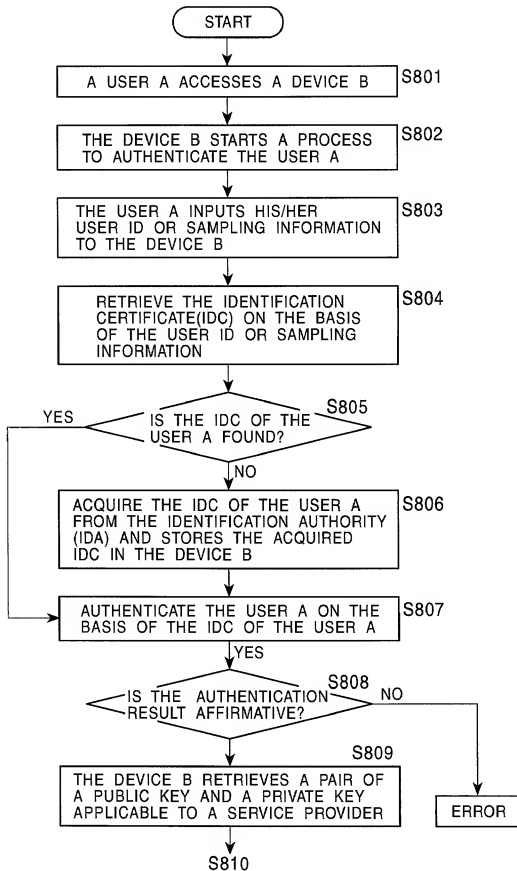 START
A USER A ACCESSES A DEVICE B
S801
THE DEVICE B STARTS A PROCESS
TO AUTHENTICATE THE USER A
S802
THE USER A INPUTS HIS/HER
USER ID OR SAMPLING INFORMATION
TO THE DEVICE B
S803
RETRIEVE THE IDENTIFICATION
CERTIFICATE(IDC) ON THE BASIS
OF THE USER ID OR SAMPLING
INFORMATION
S804
IS THE IDC OF THE
USER A FOUND?
S805
YES
NO
ACQUIRE THE IDC OF THE USER A
FROM THE IDENTIFICATION AUTHORITY
(IDA) AND STORES THE ACQUIRED
IDC IN THE DEVICE B
S806
AUTHENTICATE THE USER A ON THE
BASIS OF THE IDC OF THE USER A
S807
YES
IS THE AUTHENTICATION
RESULT AFFIRMATIVE?
S808
NO
S809
THE DEVICE B RETRIEVES A PAIR OF
A PUBLIC KEY AND A PRIVATE KEY
APPLICABLE TO A SERVICE PROVIDER
ERROR
S810